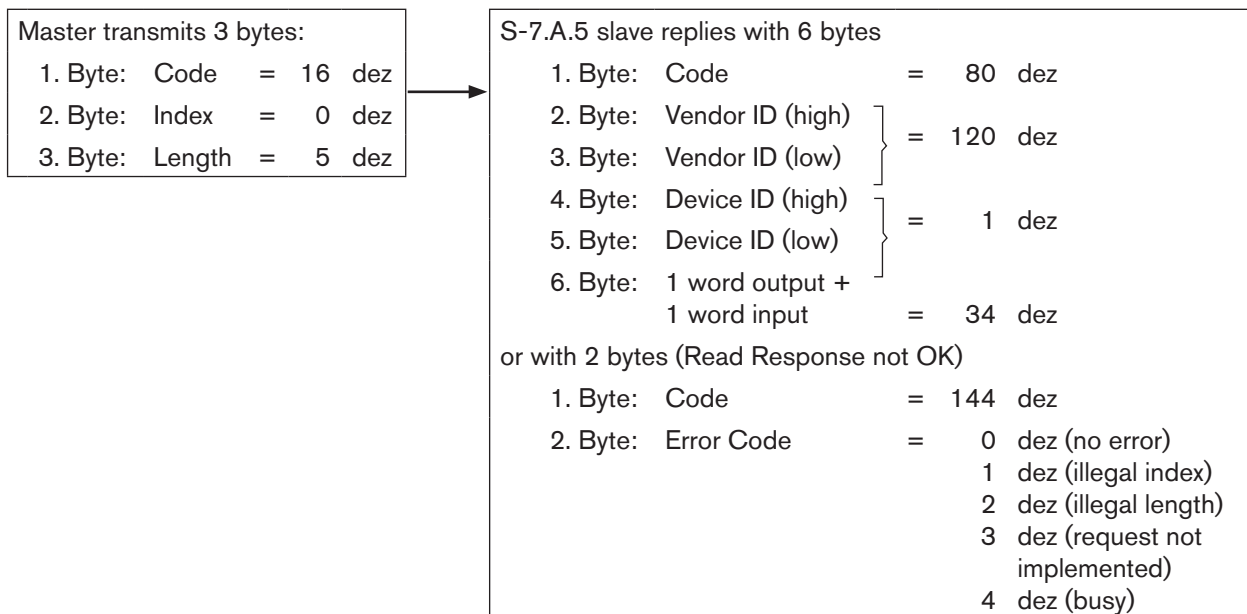 Master transmits 3 bytes:
1. Byte: Code = 16 dez
2. Byte: Index = 0 dez
3. Byte: Length = 5 dez
S-7.A.5 slave replies with 6 bytes
1. Byte: Code = 80 dez
2. Byte: Vendor ID (high)
= 120 dez
3. Byte: Vendor ID (low)
4. Byte: Device ID (high)
= 1 dez
5. Byte: Device ID (low)
6. Byte: 1 word output +
1 word input = 34 dez
or with 2 bytes (Read Response not OK)
1. Byte: Code = 144 dez
2. Byte: Error Code = 0 dez (no error)
1 dez (illegal index)
2 dez (illegal length)
3 dez (request not
implemented)
4 dez (busy)